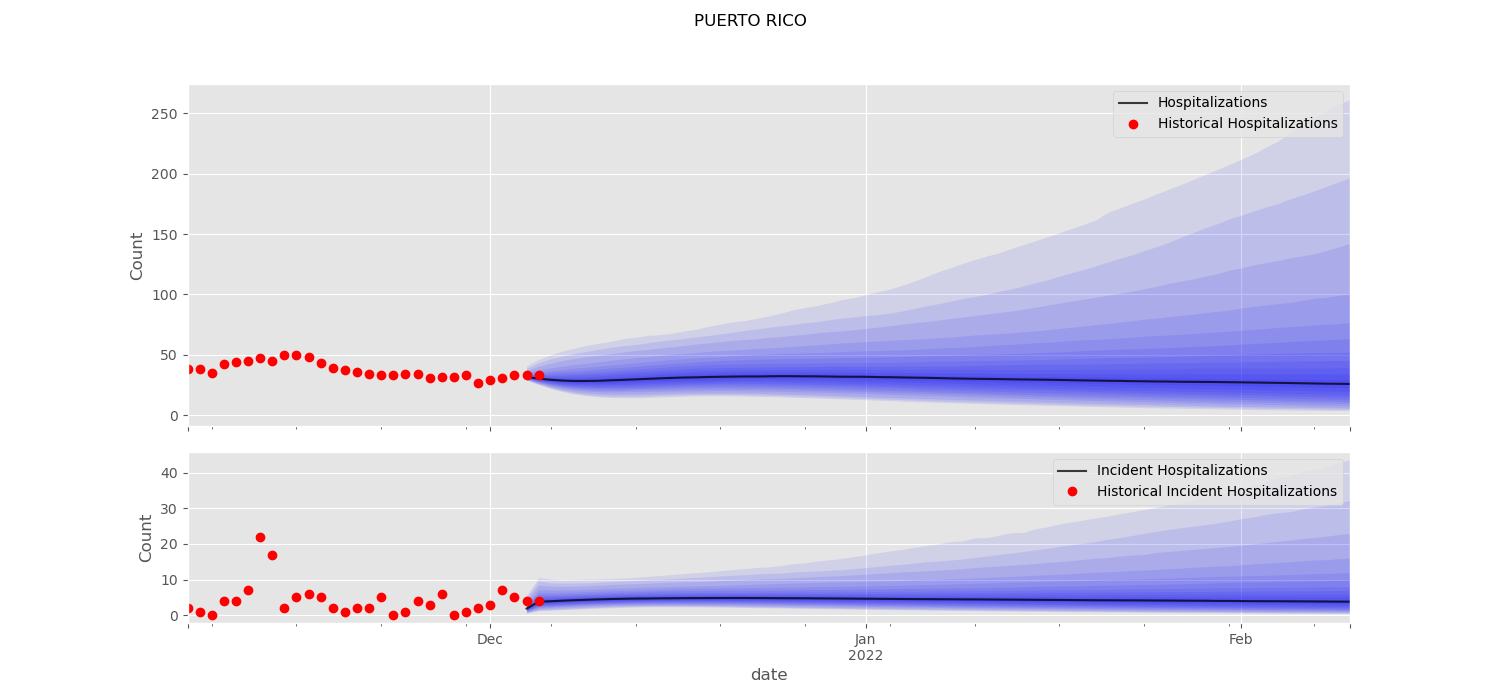 PUERTO RICO
250
200
150
100
50
0
Count
Hospitalizations
Historical Hospitalizations
40
30
20
10
0
Count
Incident Hospitalizations
Historical Incident Hospitalizations
Dec
Jan
2022
Feb
date